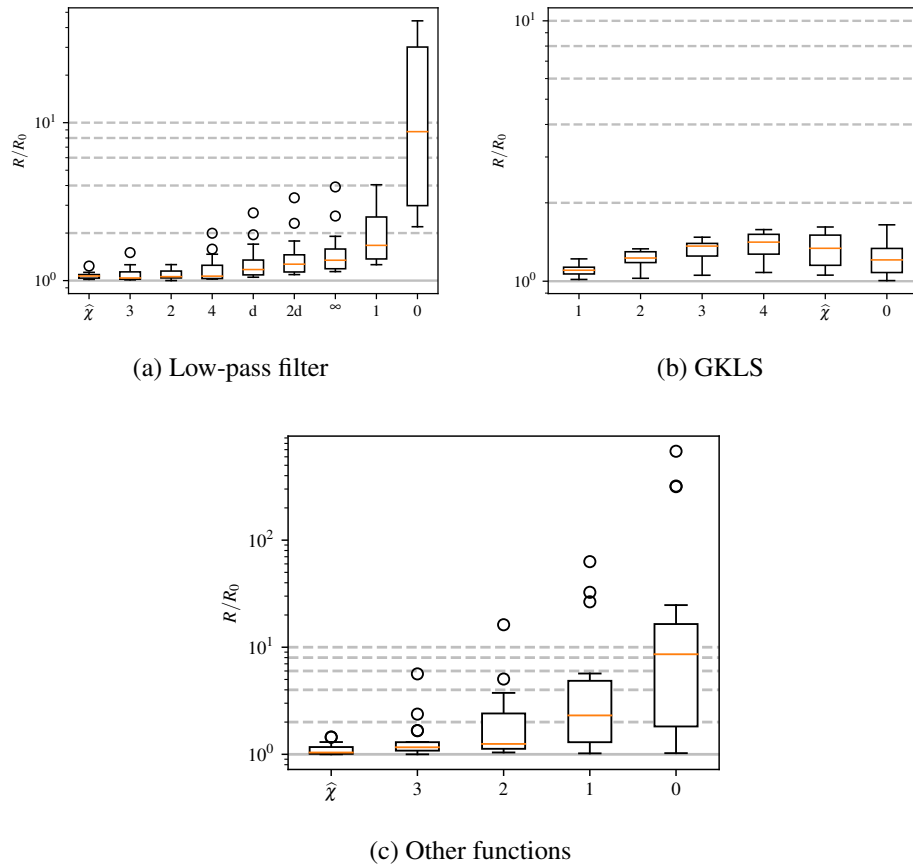 R/R₀
10¹
10⁰
χ̂ 3 2 4 d 2d ∞ 1 0
(a) Low-pass filter
R/R₀
10¹
10⁰
1 2 3 4 χ̂ 0
(b) GKLS
R/R₀
10²
10¹
10⁰
χ̂ 3 2 1 0
(c) Other functions